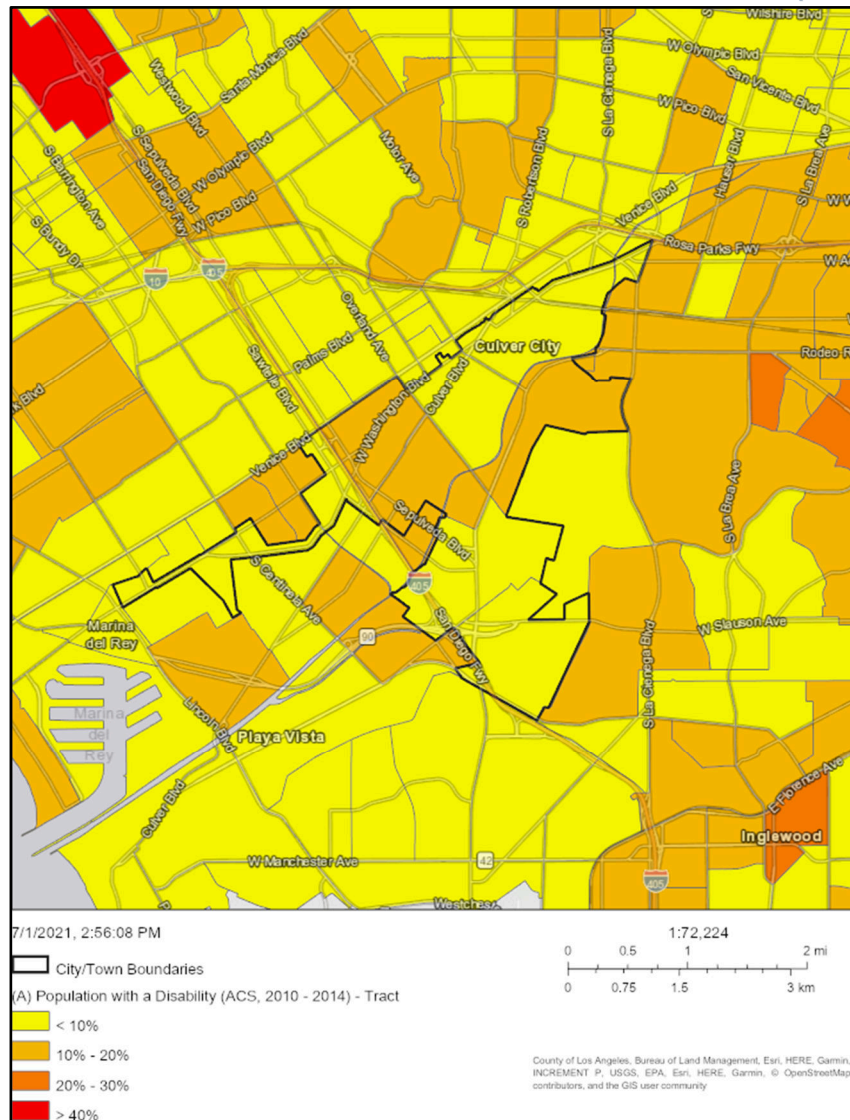 Wilshire Blvd
W Olympic Blvd
San Vicente Blvd
W Pico Blvd
S La Cienega Blvd
Santa Monica Blvd
Westwood Blvd
S Sepulveda Blvd
San Diego Fwy
S Barrington Ave
W Olympic Blvd
W Pico Blvd
S Bundy Dr
Motor Ave
S Robertson Blvd
Hauser Blvd
S La Brea Ave
Venice Blvd
Rosa Parks Fwy
10
405
Overland Ave
Palms Blvd
Sawtelle Blvd
Culver City
Culver Blvd
W Washington Blvd
Venice Blvd
Sepulveda Blvd
S La Brea Ave
S Centinela Ave
405
San Diego Fwy
90
Marina
del Rey
W Slauson Ave
S La Cienega Blvd
Marina
del
Rey
Lincoln Blvd
Playa Vista
Culver Blvd
E Florence Ave
Inglewood
W Manchester Ave
42
405
7/1/2021, 2:56:08 PM
1:72,224
0 0.5 1 2 mi
0 0.75 1.5 3 km
City/Town Boundaries
(A) Population with a Disability (ACS, 2010 - 2014) - Tract
< 10%
10% - 20%
20% - 30%
> 40%
County of Los Angeles, Bureau of Land Management, Esri, HERE, Garmin,
INCREMENT P, USGS, EPA, Esri, HERE, Garmin, © OpenStreetMap
contributors, and the GIS user community